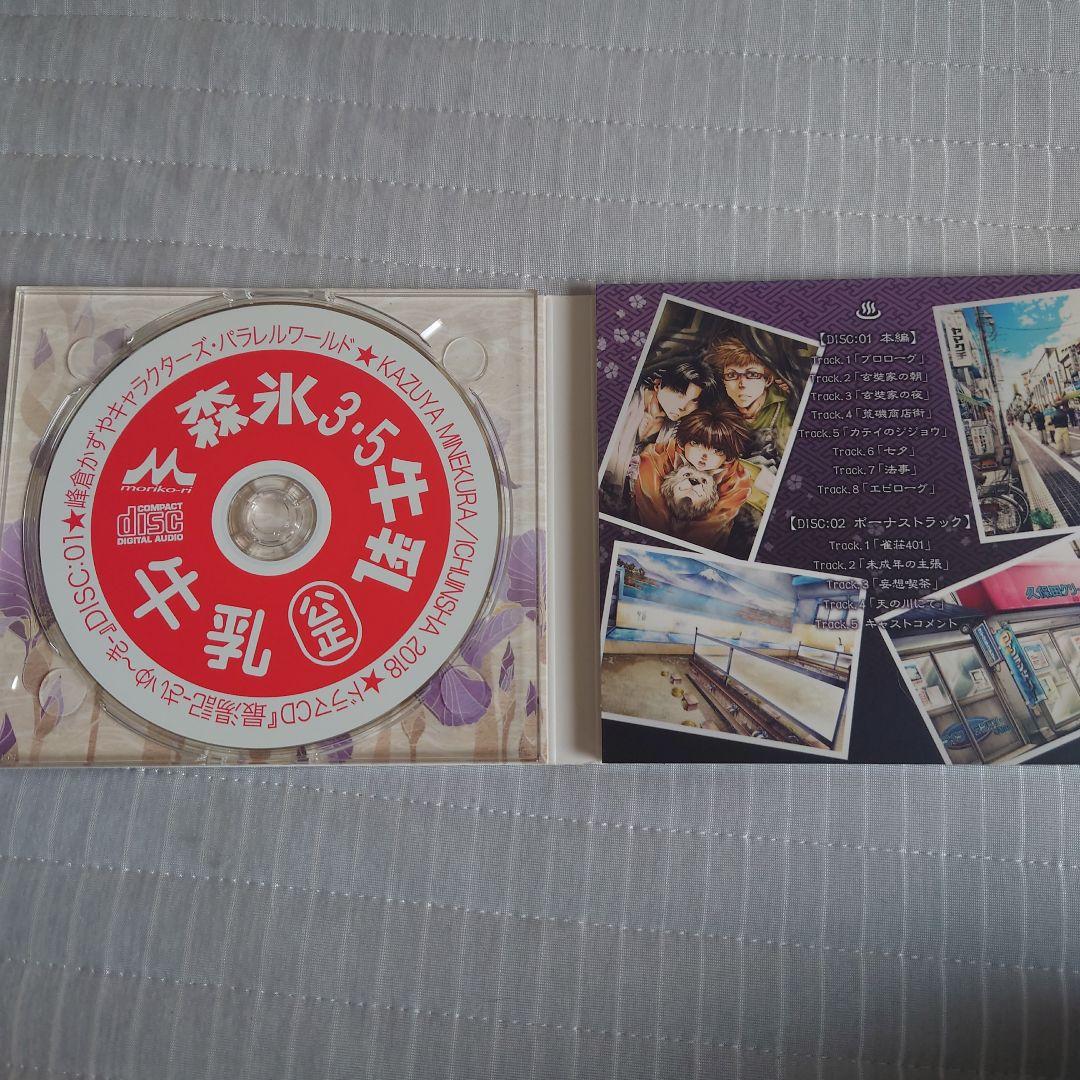 ★峰倉かずやキャラクターズ・パラレルワールド★KAZUYA MINEKURA/ICHIJINSHA 2018★ドラマCD『最湯記-さいゆ〜き-』DISC:01
森氷3.5牛乳
公正
moriko-ri
COMPACT
disc
DIGITAL AUDIO
【DISC:01 本編】
Track.1「プロローグ」
Track.2「玄奘家の朝」
Track.3「玄奘家の夜」
Track.4「荒磯商店街」
Track.5「カテイのジジョウ」
Track.6「七夕」
Track.7「法事」
Track.8「エピローグ」
【DISC:02 ボーナストラック】
Track.1「雀荘401」
Track.2「未成年の主張」
Track.3「妄想喫茶」
Track.4「天の川にて」
Track.5 キャストコメント
ヤマグチ